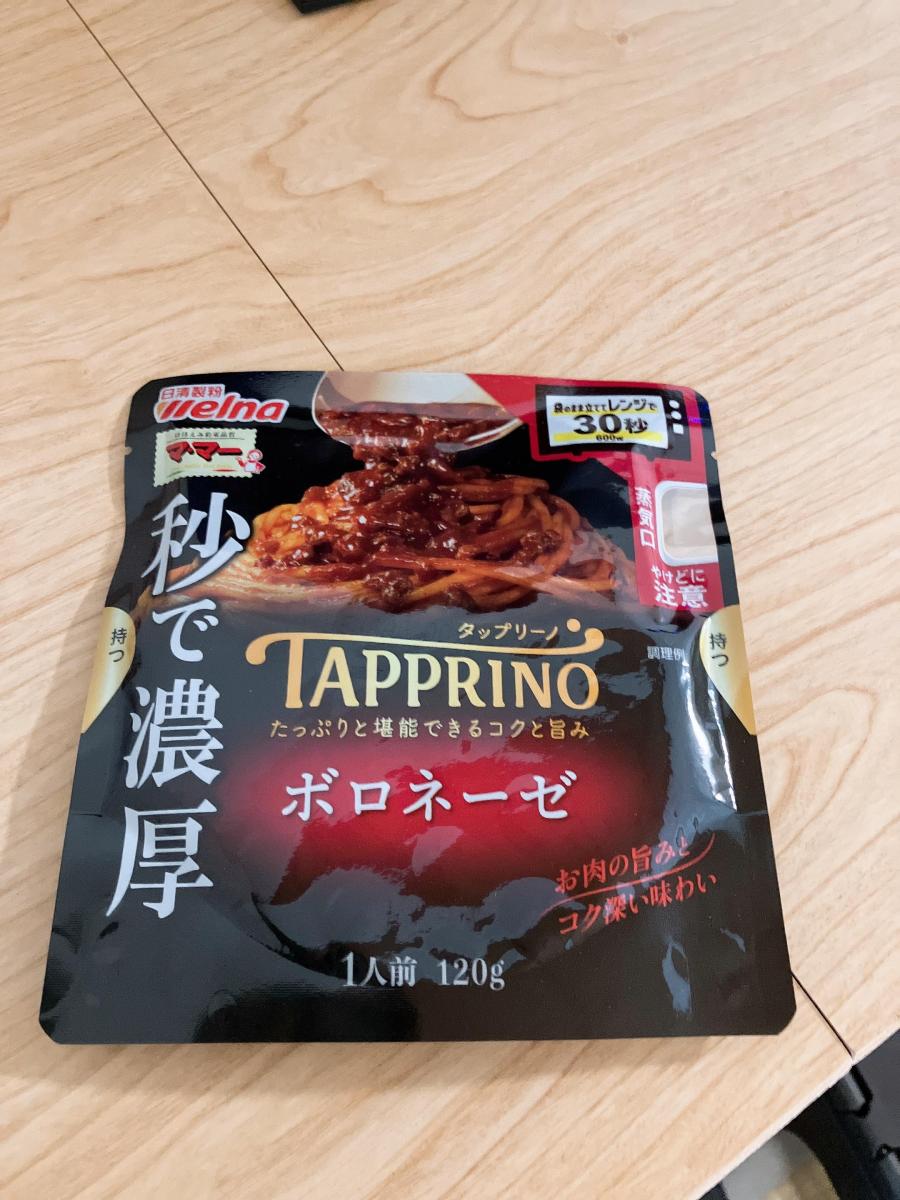 日清製粉
Welna
マ・マー
袋のまま立ててレンジで
30秒
600W
蒸気口
やけどに
注意
秒で濃厚
持つ
持つ
調理例
タップリーノ
TAPPRINO
たっぷりと堪能できるコクと旨み
ボロネーゼ
お肉の旨みと
コク深い味わい
1人前 120g